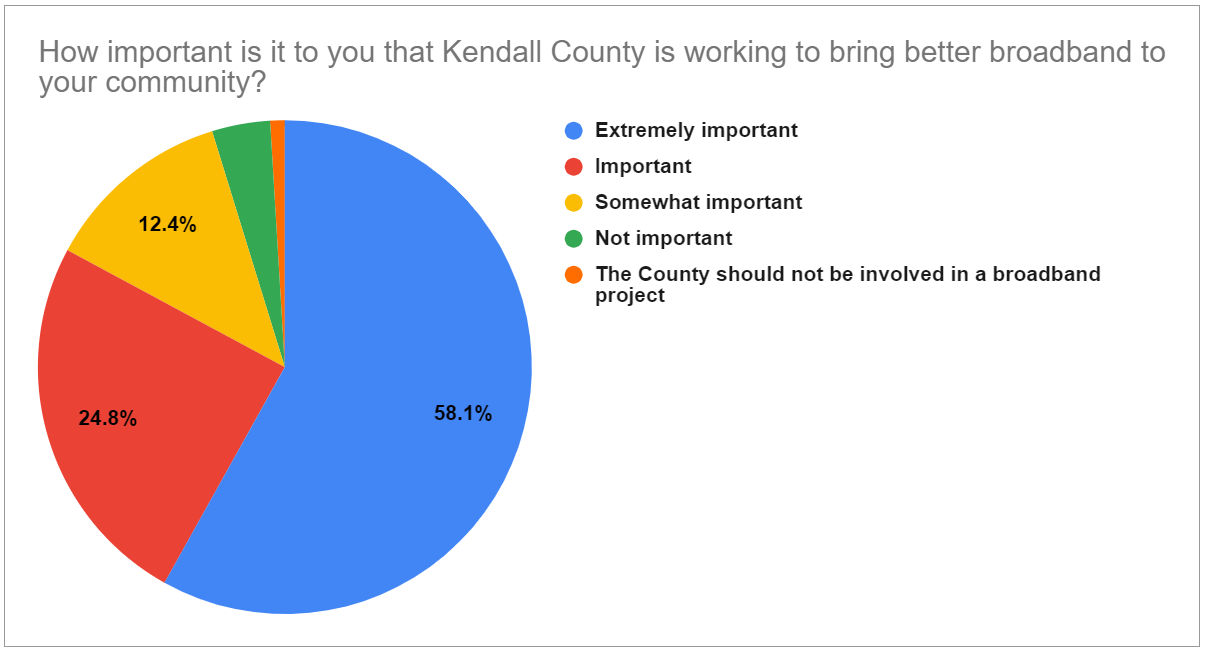 How important is it to you that Kendall County is working to bring better broadband to
your community?
Extremely important
Important
Somewhat important
Not important
The County should not be involved in a broadband
project
12.4%
24.8%
58.1%